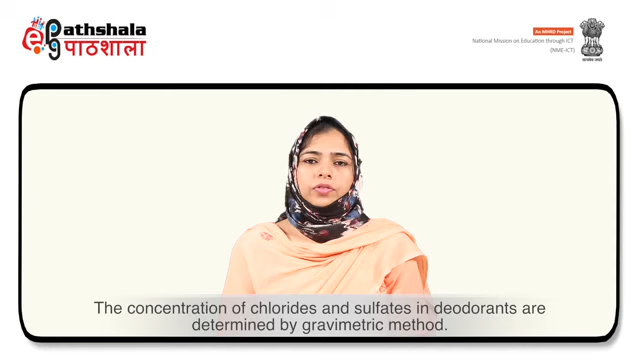 e
Pathshala
पाठशाला
An MHRD Project
National Mission on Education through ICT
(NME-ICT)
The concentration of chlorides and sulfates in deodorants are
determined by gravimetric method.